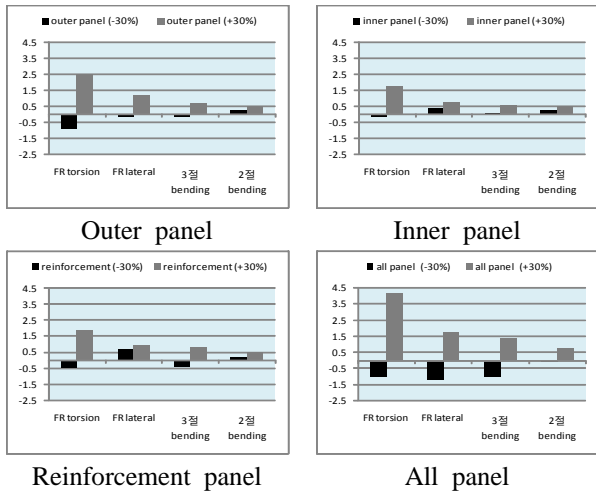 outer panel (-30%) outer panel (+30%)
4.5
3.5
2.5
1.5
0.5
-0.5
-1.5
-2.5
FR torsion FR lateral 3절 bending 2절 bending
Outer panel
inner panel (-30%) inner panel (+30%)
4.5
3.5
2.5
1.5
0.5
-0.5
-1.5
-2.5
FR torsion FR lateral 3절 bending 2절 bending
Inner panel
reinforcement (-30%) reinforcement (+30%)
4.5
3.5
2.5
1.5
0.5
-0.5
-1.5
-2.5
FR torsion FR lateral 3절 bending 2절 bending
Reinforcement panel
all panel (-30%) all panel (+30%)
4.5
3.5
2.5
1.5
0.5
-0.5
-1.5
-2.5
FR torsion FR lateral 3절 bending 2절 bending
All panel